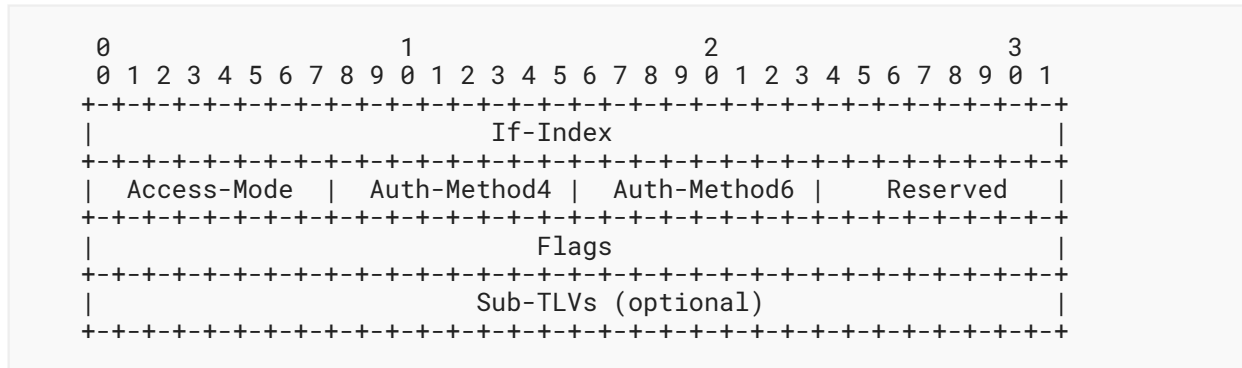 0                   1                   2                   3
 0 1 2 3 4 5 6 7 8 9 0 1 2 3 4 5 6 7 8 9 0 1 2 3 4 5 6 7 8 9 0 1
+-+-+-+-+-+-+-+-+-+-+-+-+-+-+-+-+-+-+-+-+-+-+-+-+-+-+-+-+-+-+-+-+
|                          If-Index                             |
+-+-+-+-+-+-+-+-+-+-+-+-+-+-+-+-+-+-+-+-+-+-+-+-+-+-+-+-+-+-+-+-+
|  Access-Mode  |  Auth-Method4 |  Auth-Method6 |    Reserved   |
+-+-+-+-+-+-+-+-+-+-+-+-+-+-+-+-+-+-+-+-+-+-+-+-+-+-+-+-+-+-+-+-+
|                             Flags                             |
+-+-+-+-+-+-+-+-+-+-+-+-+-+-+-+-+-+-+-+-+-+-+-+-+-+-+-+-+-+-+-+-+
|                         Sub-TLVs (optional)                   |
+-+-+-+-+-+-+-+-+-+-+-+-+-+-+-+-+-+-+-+-+-+-+-+-+-+-+-+-+-+-+-+-+